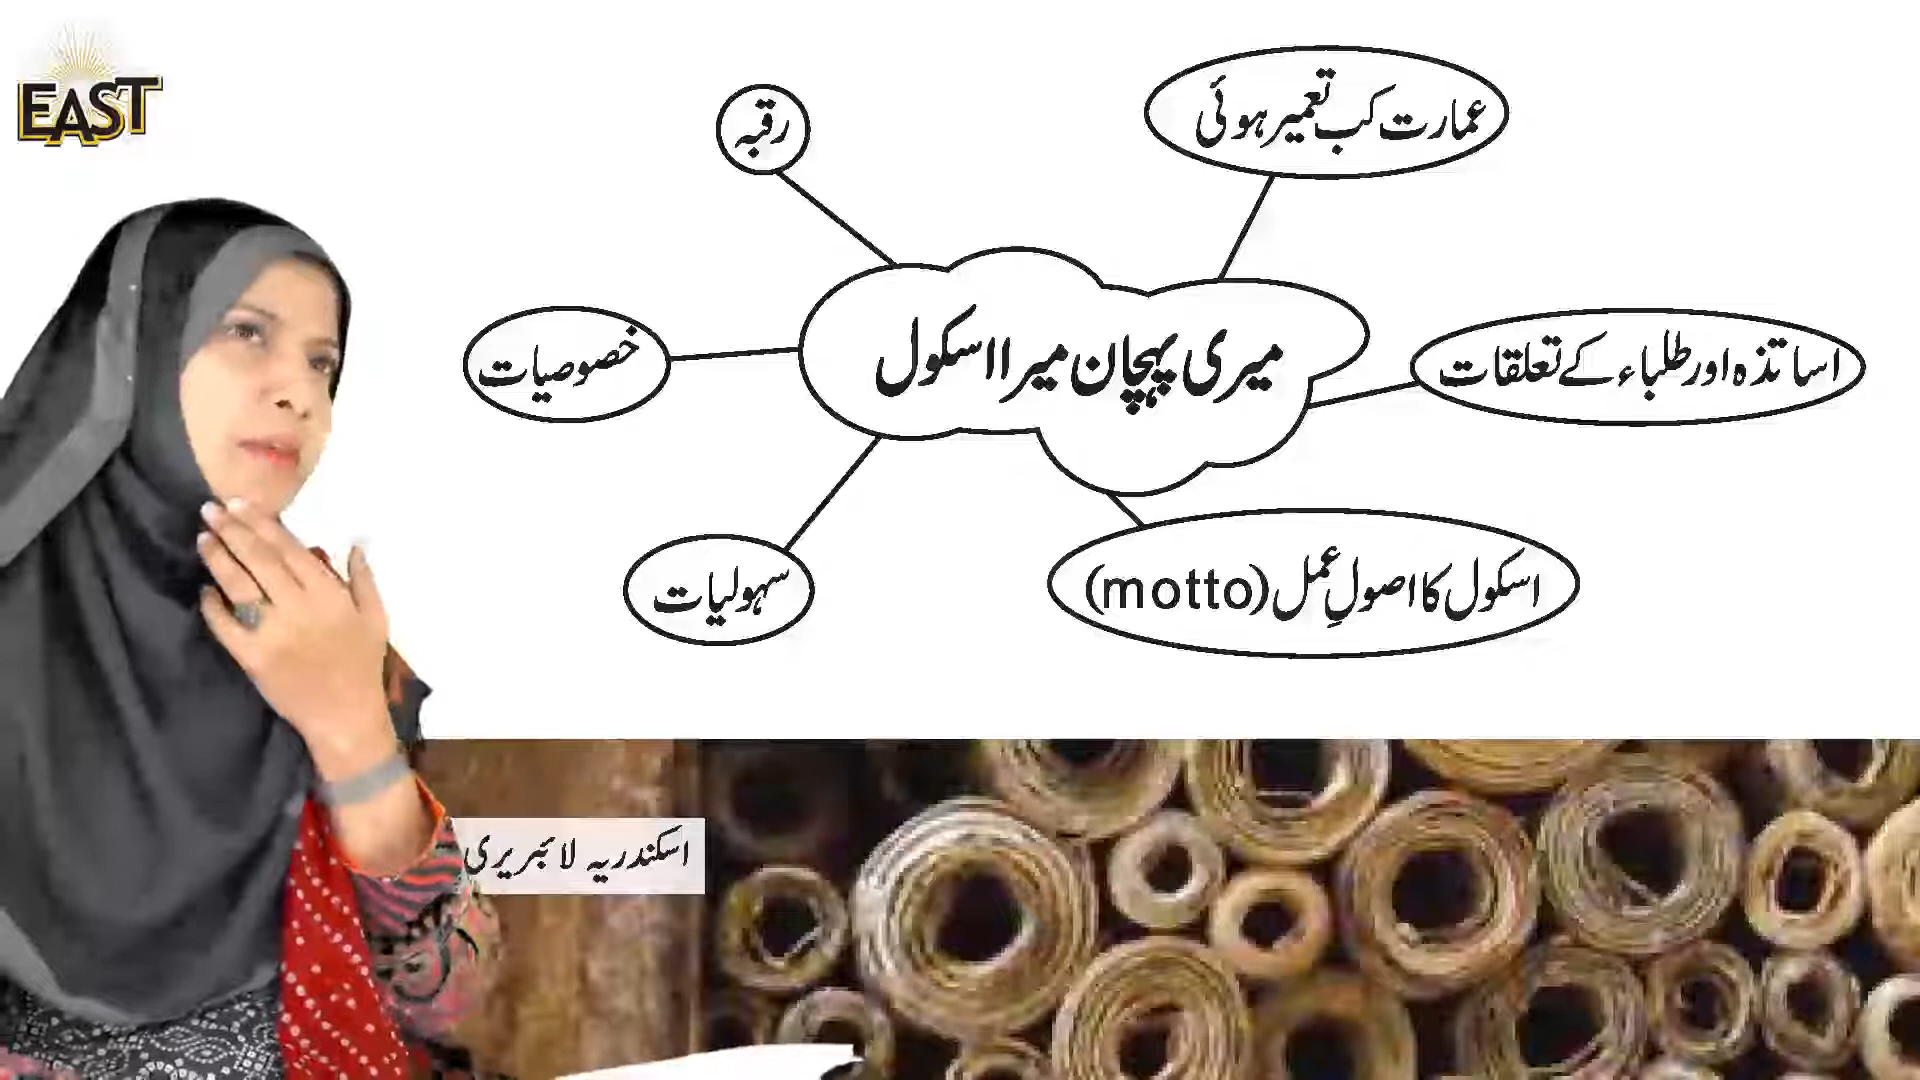 EAST
عمارت کب تعمیر ہوئی
رقبہ
میری پہچان میرا اسکول
اساتذہ اور طلباء کے تعلقات
خصوصیات
اسکول کا اصولِ عمل (motto)
سہولیات
اسکندریہ لائبریری